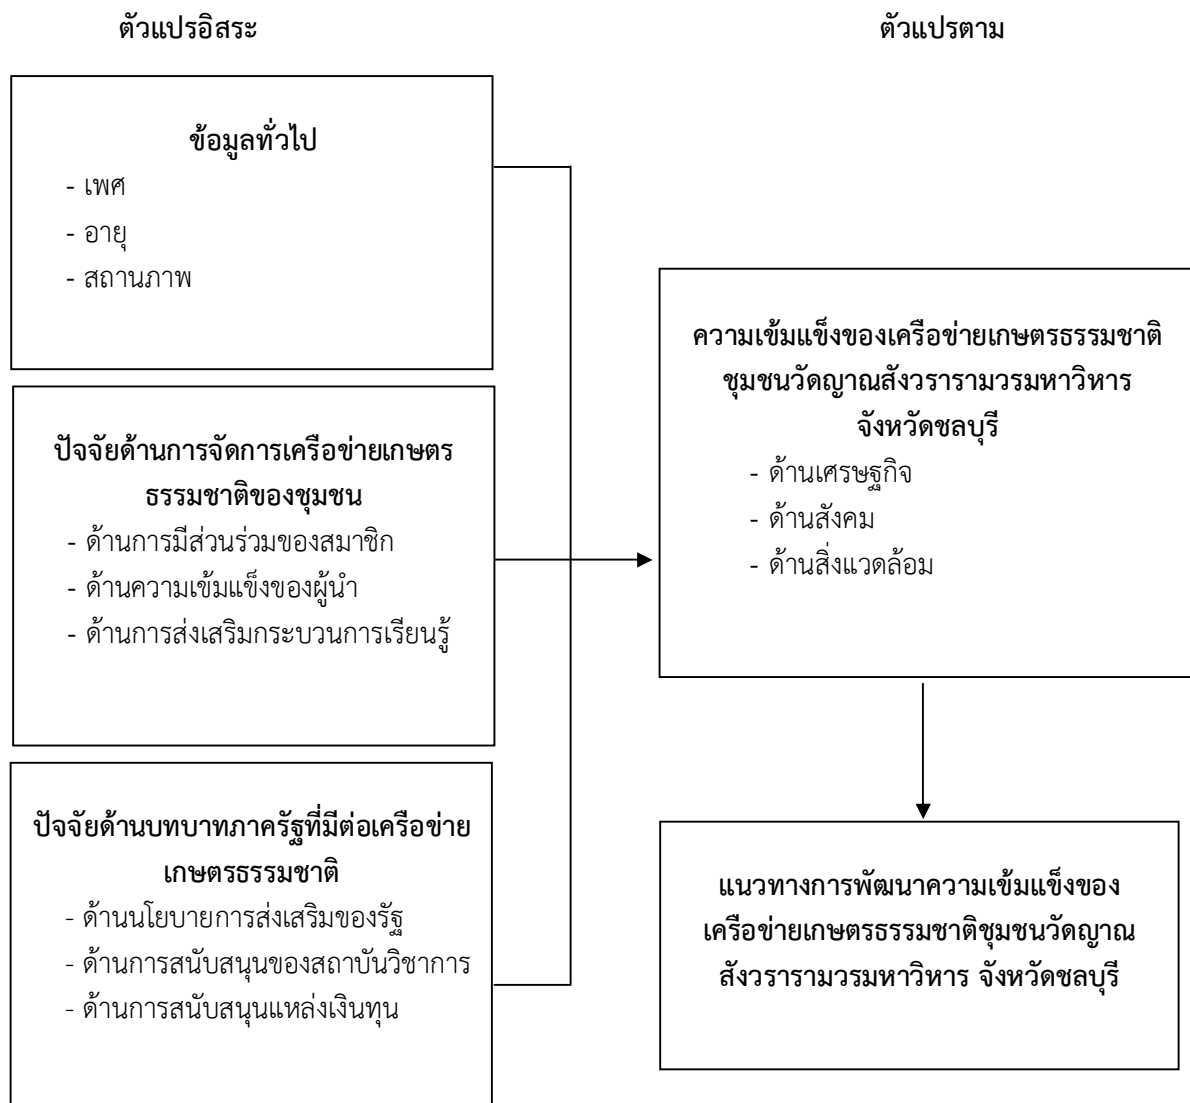 ตัวแปรอิสระ
ตัวแปรตาม
ข้อมูลทั่วไป
- เพศ
- อายุ
- สถานภาพ
ปัจจัยด้านการจัดการเครือข่ายเกษตร
ธรรมชาติของชุมชน
- ด้านการมีส่วนร่วมของสมาชิก
- ด้านความเข้มแข็งของผู้นำ
- ด้านการส่งเสริมกระบวนการเรียนรู้
ปัจจัยด้านบทบาทภาครัฐที่มีต่อเครือข่าย
เกษตรธรรมชาติ
- ด้านนโยบายการส่งเสริมของรัฐ
- ด้านการสนับสนุนของสถาบันวิชาการ
- ด้านการสนับสนุนแหล่งเงินทุน
ความเข้มแข็งของเครือข่ายเกษตรธรรมชาติ
ชุมชนวัดญาณสังวรารามวรมหาวิหาร
จังหวัดชลบุรี
- ด้านเศรษฐกิจ
- ด้านสังคม
- ด้านสิ่งแวดล้อม
แนวทางการพัฒนาความเข้มแข็งของ
เครือข่ายเกษตรธรรมชาติชุมชนวัดญาณ
สังวรารามวรมหาวิหาร จังหวัดชลบุรี